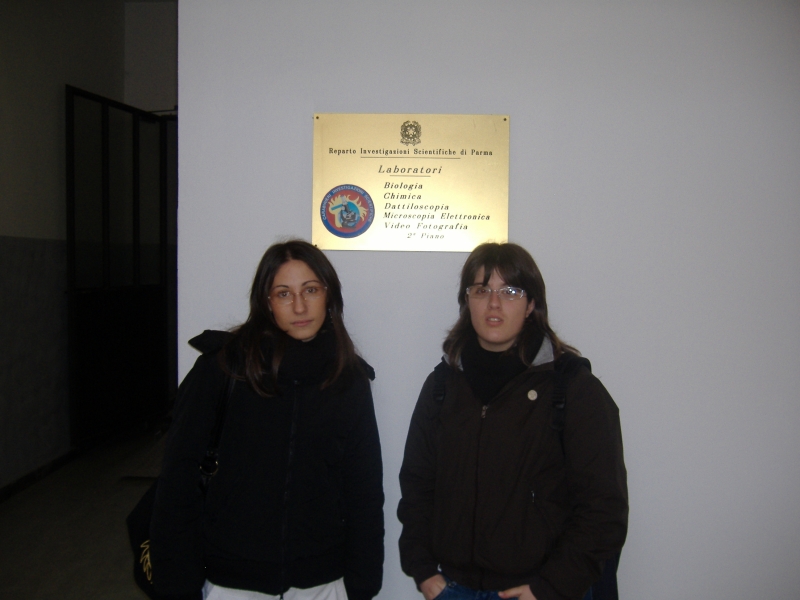 Reparto Investigazioni Scientifiche di Parma
Laboratori
Biologia
Chimica
Dattiloscopia
Microscopia Elettronica
Video Fotografia
2° Piano